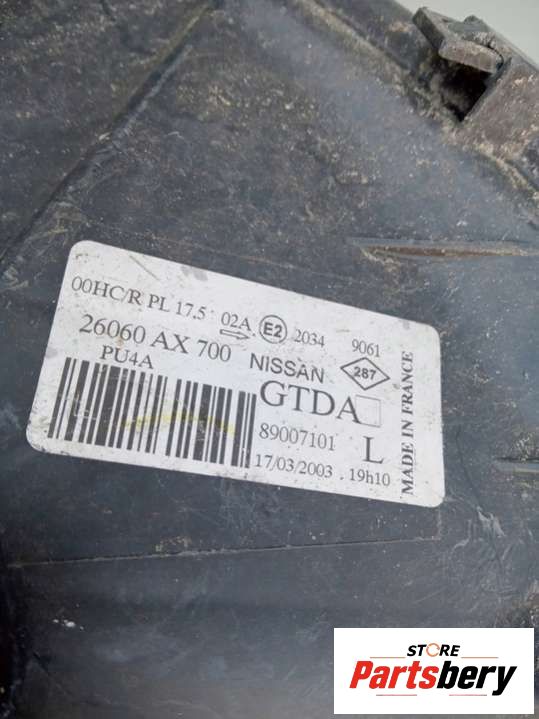 00HC/R PL 17.5 02A E2 2034 9061
26060 AX 700 NISSAN 287
PU4A GTDA
89007101 L
17/03/2003 . 19h10
MADE IN FRANCE
STORE
Partsbery